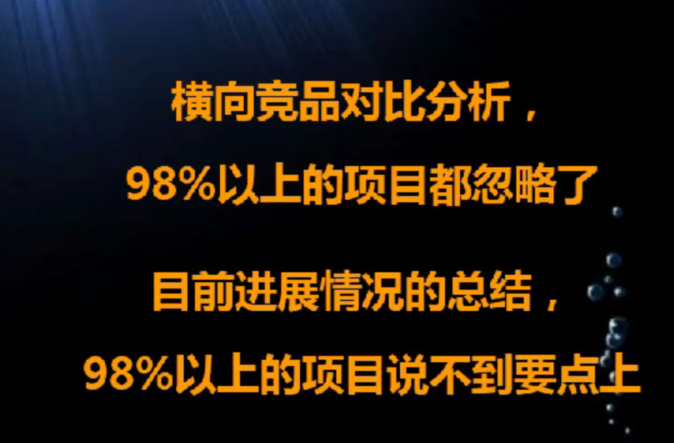 横向竞品对比分析，
98%以上的项目都忽略了
目前进展情况的总结，
98%以上的项目说不到要点上